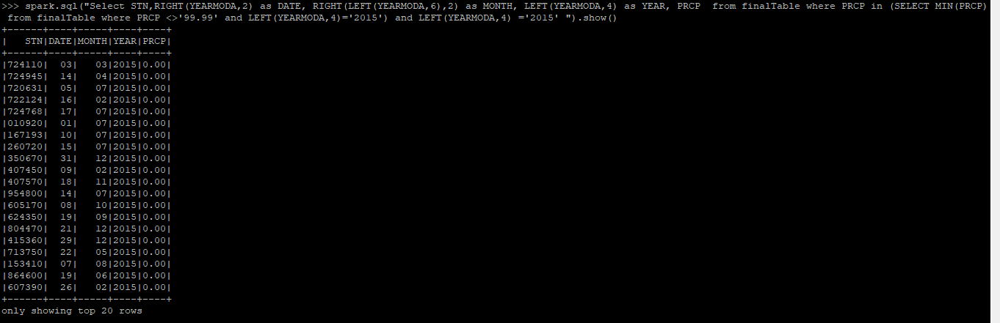 >>> spark.sql("Select STN,RIGHT(YEARMODA,2) as DATE, RIGHT(LEFT(YEARMODA,6),2) as MONTH, LEFT(YEARMODA,4) as YEAR, PRCP  from finalTable where PRCP in (SELECT MIN(PRCP)
 from finalTable where PRCP <>'99.99' and LEFT(YEARMODA,4)='2015') and LEFT(YEARMODA,4) ='2015' ").show()
+------+----+-----+----+----+
|   STN|DATE|MONTH|YEAR|PRCP|
+------+----+-----+----+----+
|724110|  03|   03|2015|0.00|
|724945|  14|   04|2015|0.00|
|720631|  05|   07|2015|0.00|
|722124|  16|   02|2015|0.00|
|724768|  17|   07|2015|0.00|
|010920|  01|   07|2015|0.00|
|167193|  10|   07|2015|0.00|
|260720|  15|   07|2015|0.00|
|350670|  31|   12|2015|0.00|
|407450|  09|   02|2015|0.00|
|407570|  18|   11|2015|0.00|
|954800|  14|   07|2015|0.00|
|605170|  08|   10|2015|0.00|
|624350|  19|   09|2015|0.00|
|804470|  21|   12|2015|0.00|
|415360|  29|   12|2015|0.00|
|713750|  22|   05|2015|0.00|
|153410|  07|   08|2015|0.00|
|864600|  19|   06|2015|0.00|
|607390|  26|   02|2015|0.00|
+------+----+-----+----+----+
only showing top 20 rows